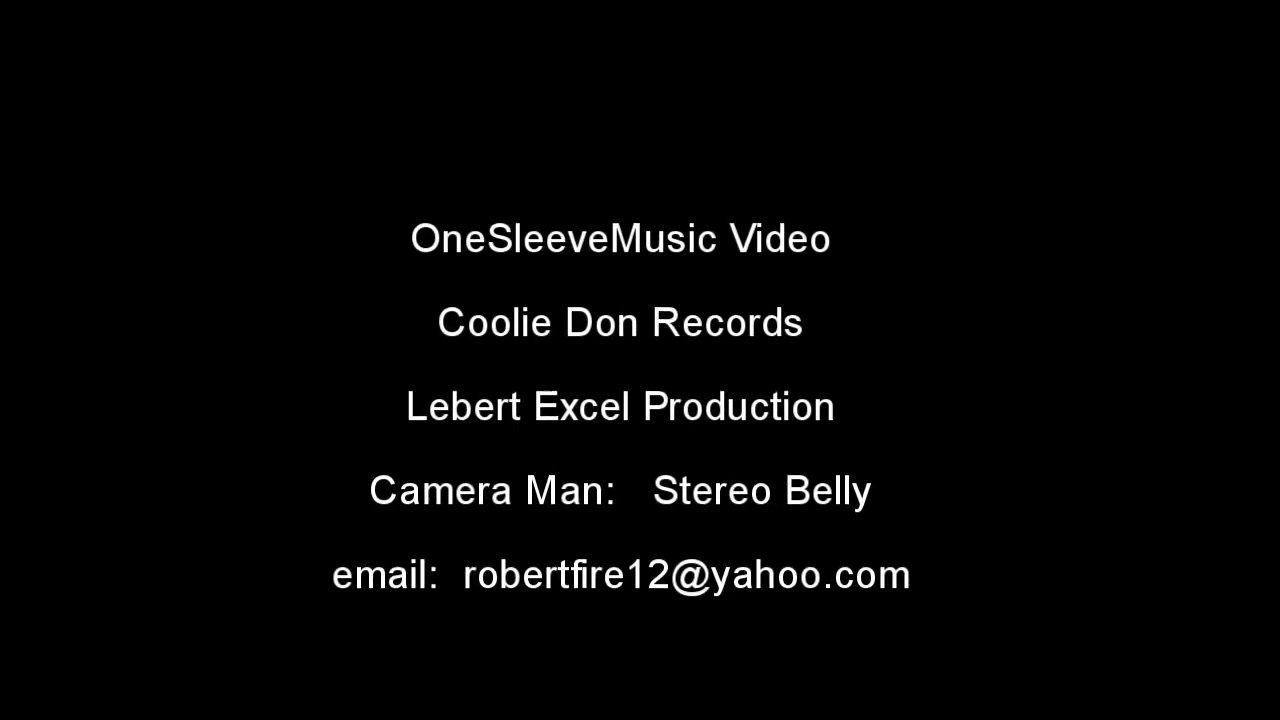 OneSleeveMusic Video
Coolie Don Records
Lebert Excel Production
Camera Man: Stereo Belly
email: robertfire12@yahoo.com